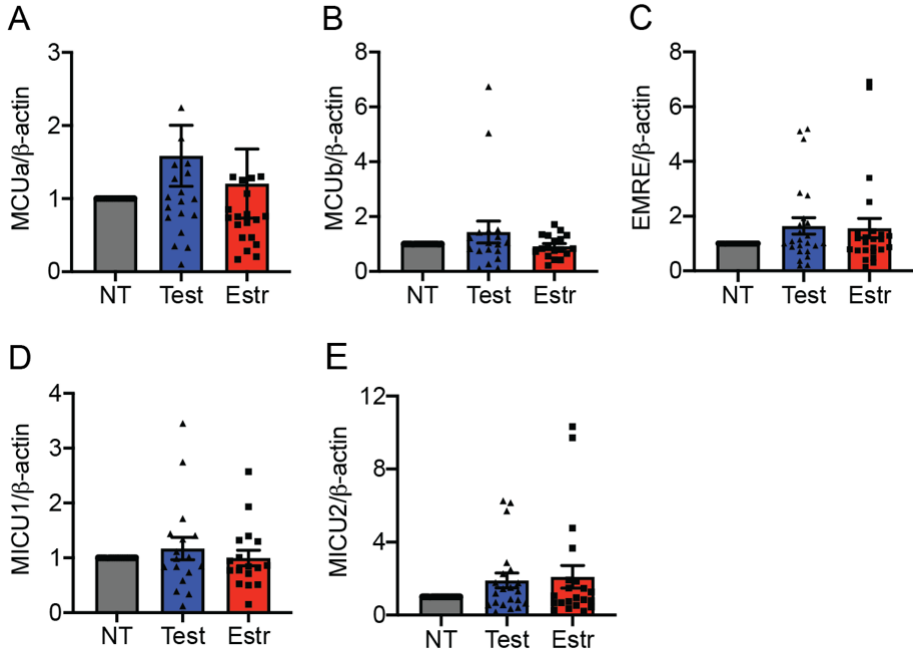 A
MCUa/β-actin
3
2
1
0
NT Test Estr
B
MCUb/β-actin
8
6
4
2
0
NT Test Estr
C
EMRE/β-actin
8
6
4
2
0
NT Test Estr
D
MICU1/β-actin
4
3
2
1
0
NT Test Estr
E
MICU2/β-actin
12
8
4
0
NT Test Estr